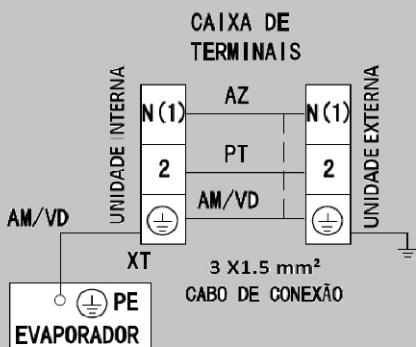 CAIXA DE
TERMINAIS
UNIDADE INTERNA
N(1)
AZ
N(1)
UNIDADE EXTERNA
2
PT
2
AM/VD
AM/VD
XT
3 X1.5 mm²
CABO DE CONEXÃO
PE
EVAPORADOR